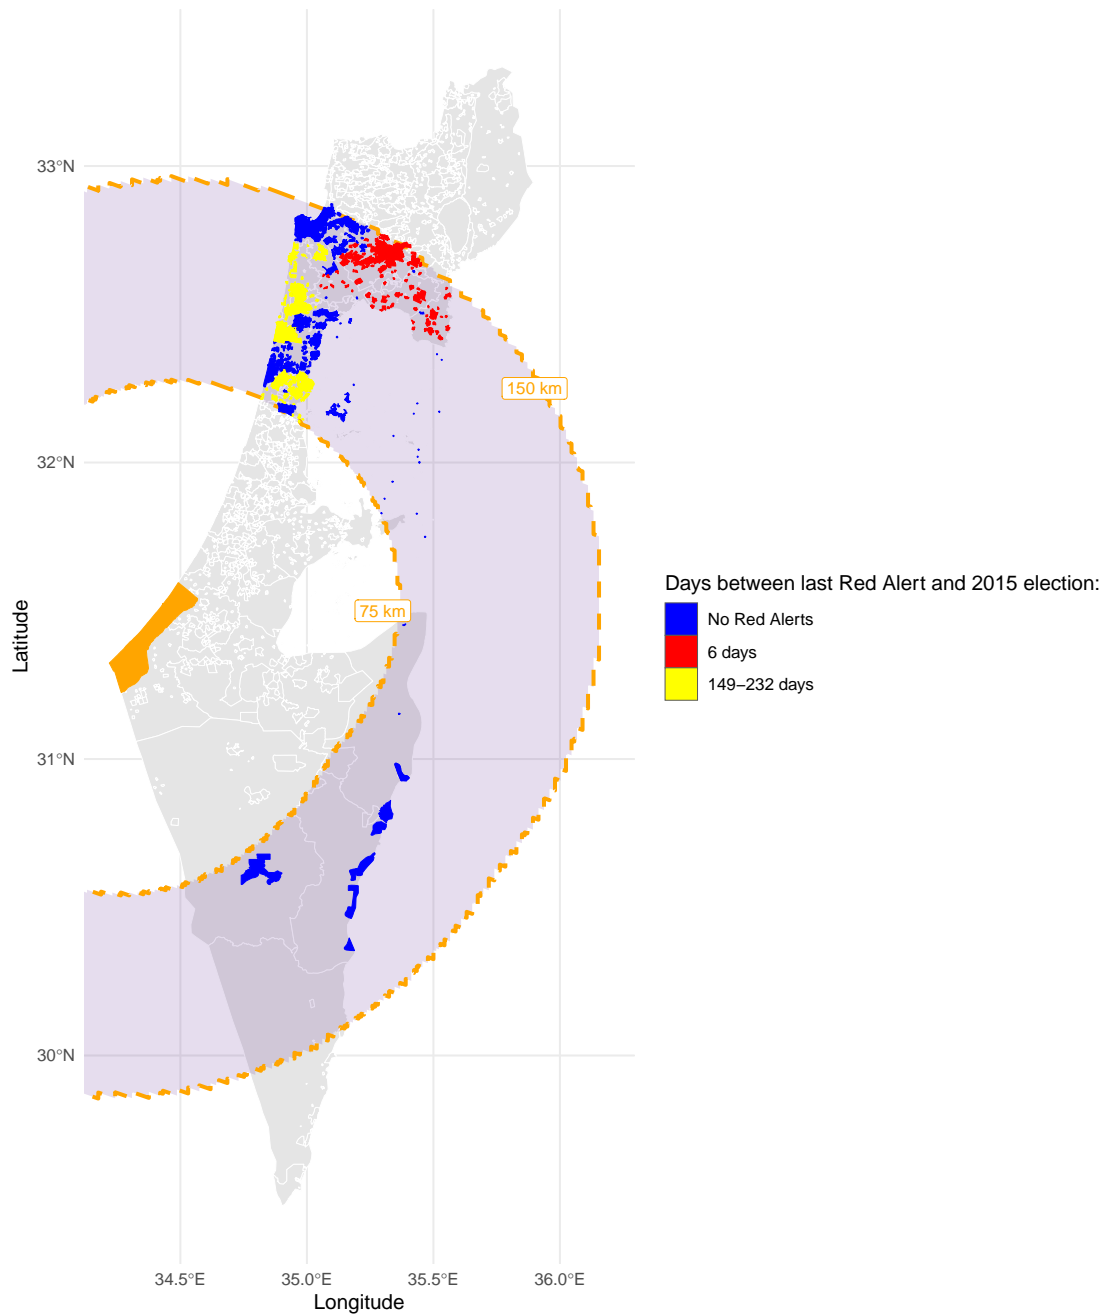 33°N
32°N
31°N
30°N
Latitude
150 km
75 km
34.5°E
35.0°E
35.5°E
36.0°E
Longitude
Days between last Red Alert and 2015 election:
No Red Alerts
6 days
149−232 days